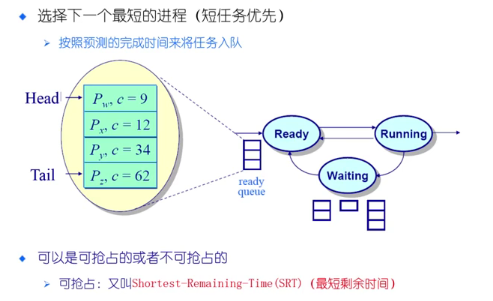 选择下一个最短的进程（短任务优先）
按照预测的完成时间来将任务入队
Head
Pw, c = 9
Px, c = 12
Py, c = 34
Tail
Pz, c = 62
Ready
Running
Waiting
ready
queue
可以是可抢占的或者不可抢占的
可抢占：又叫Shortest-Remaining-Time(SRT)（最短剩余时间）